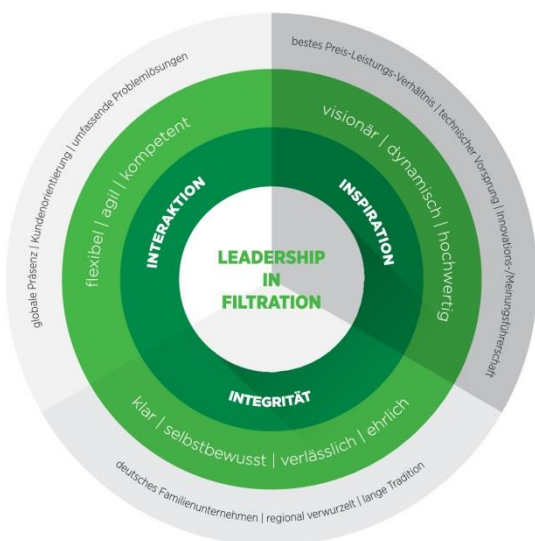 LEADERSHIP
IN
FILTRATION
INTERAKTION
flexibel | agil | kompetent
globale Präsenz | Kundenorientierung | umfassende Problemlösungen
INSPIRATION
visionär | dynamisch | hochwertig
bestes Preis-Leistungs-Verhältnis | technischer Vorsprung | Innovations-/Meinungsführerschaft
INTEGRITÄT
klar | selbstbewusst | verlässlich | ehrlich
deutsches Familienunternehmen | regional verwurzelt | lange Tradition